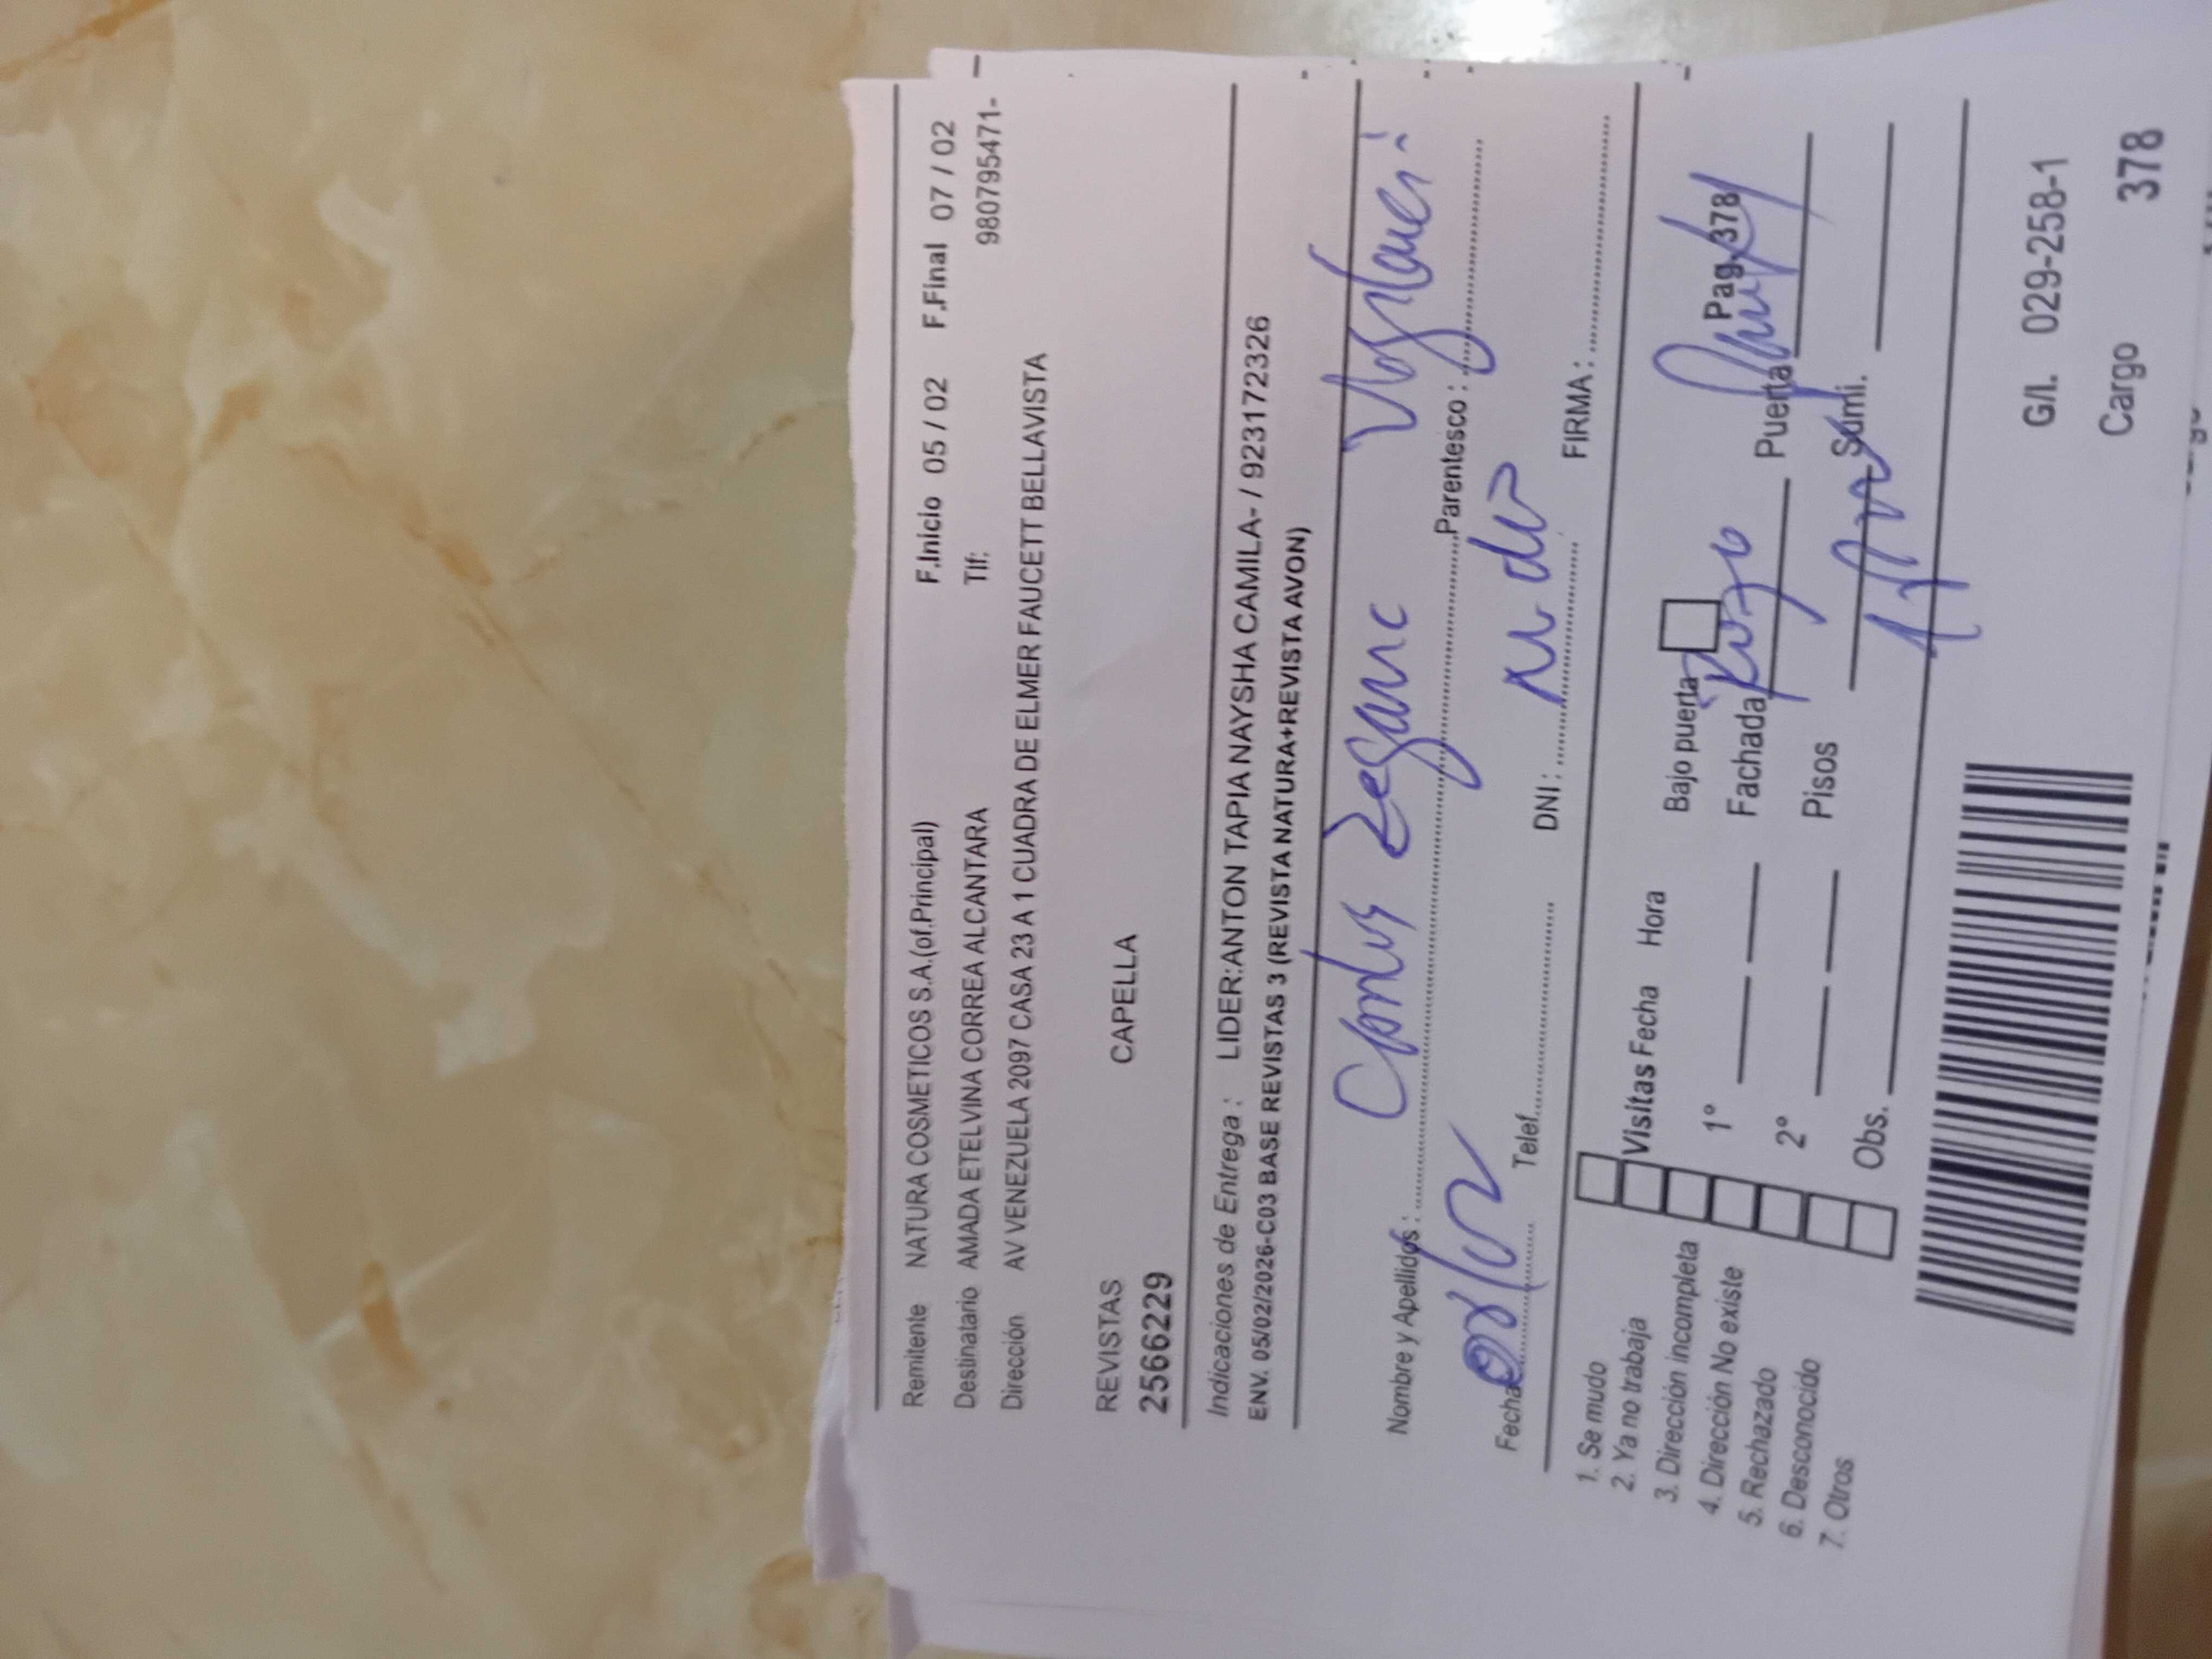 F.Inicio 05 / 02 F.Final 07 / 02
Remitente NATURA COSMETICOS S.A.(of.Principal)
Tlf: 980795471-
Destinatario AMADA ETELVINA CORREA ALCANTARA
Dirección AV VENEZUELA 2097 CASA 23 A 1 CUADRA DE ELMER FAUCETT BELLAVISTA
REVISTAS CAPELLA
2566229
Indicaciones de Entrega : LIDER:ANTON TAPIA NAYSHA CAMILA- / 923172326
ENV. 05/02/2026-C03 BASE REVISTAS 3 (REVISTA NATURA+REVISTA AVON)
Nombre y Apellidos : Parentesco :
Fecha Telef. DNI : FIRMA :
1. Se mudo
2. Ya no trabaja
3. Dirección incompleta
4. Dirección No existe
5. Rechazado
6. Desconocido
7. Otros
Visitas Fecha Hora Bajo puerta
1° Fachada Rojo Puerta Pag. 378
2° Pisos Sumi.
Obs.
G/l. 029-258-1
Cargo 378